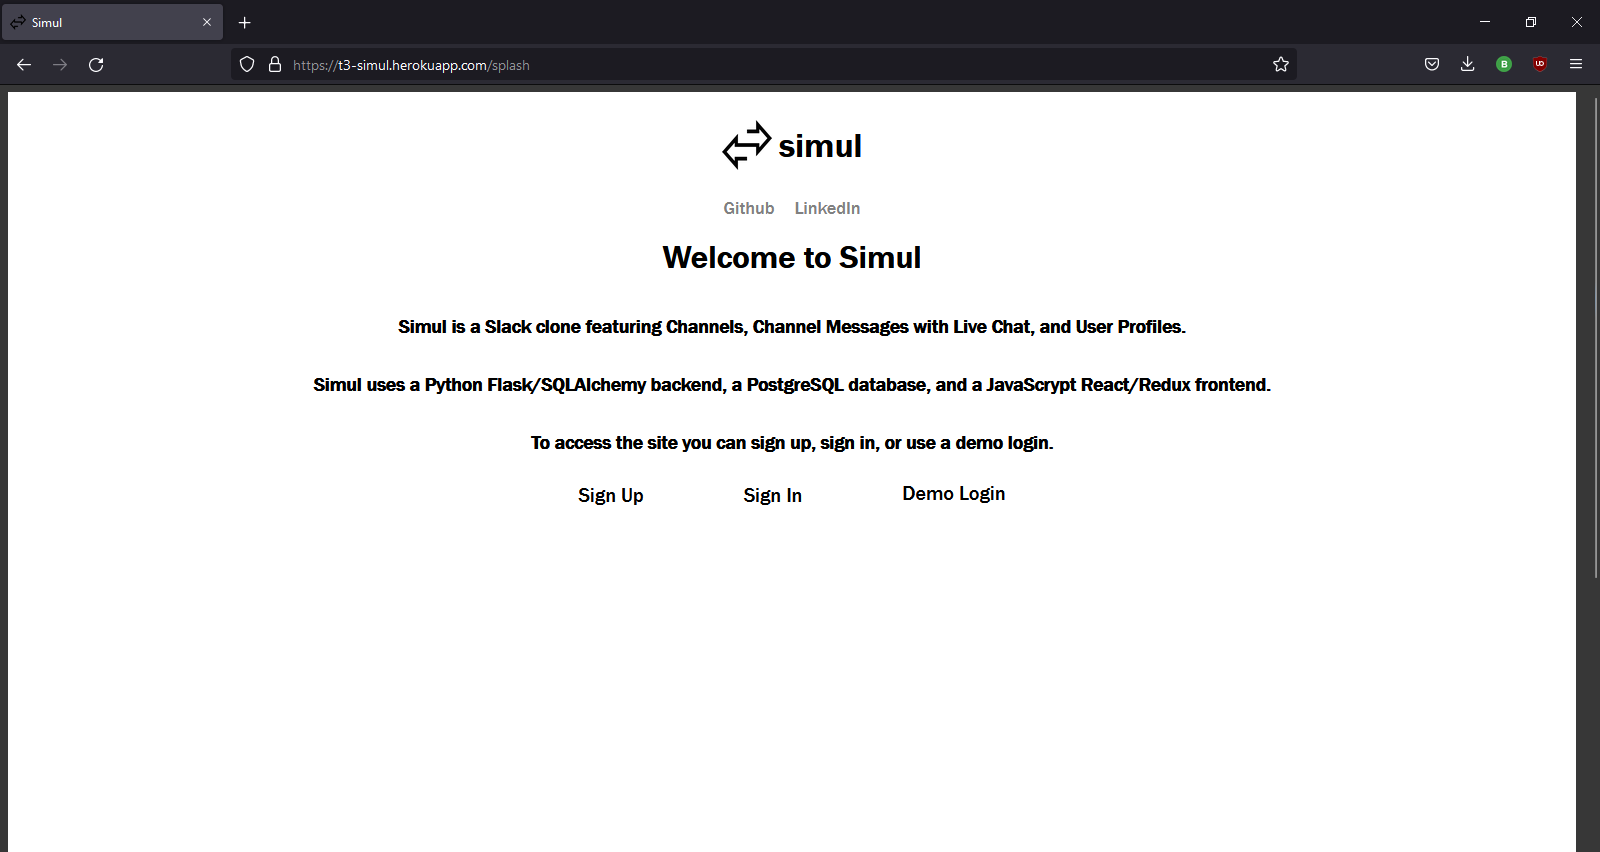 Simul
https://t3-simul.herokuapp.com/splash
B
UD
simul
Github LinkedIn
Welcome to Simul
Simul is a Slack clone featuring Channels, Channel Messages with Live Chat, and User Profiles.
Simul uses a Python Flask/SQLAlchemy backend, a PostgreSQL database, and a JavaScrypt React/Redux frontend.
To access the site you can sign up, sign in, or use a demo login.
Sign Up Sign In Demo Login